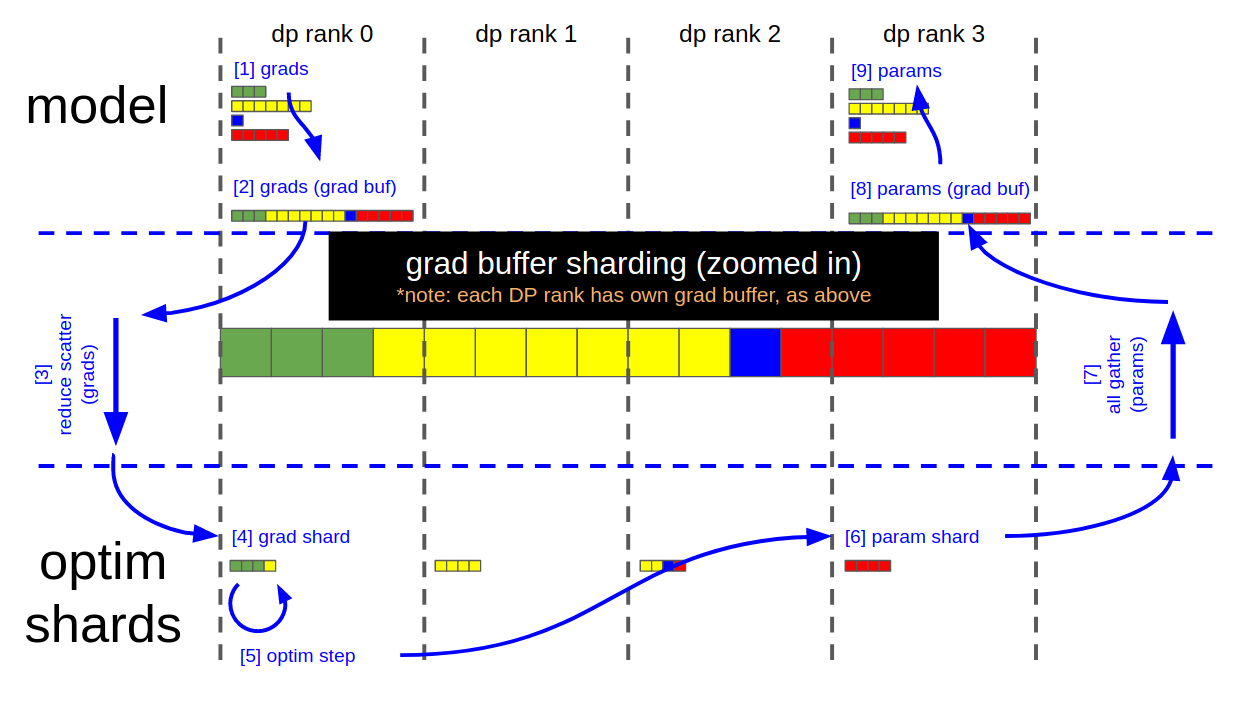 dp rank 0
dp rank 1
dp rank 2
dp rank 3
model
[1] grads
[9] params
[2] grads (grad buf)
[8] params (grad buf)
grad buffer sharding (zoomed in)
*note: each DP rank has own grad buffer, as above
[3]
reduce scatter
(grads)
[7]
all gather
(params)
optim
shards
[4] grad shard
[6] param shard
[5] optim step